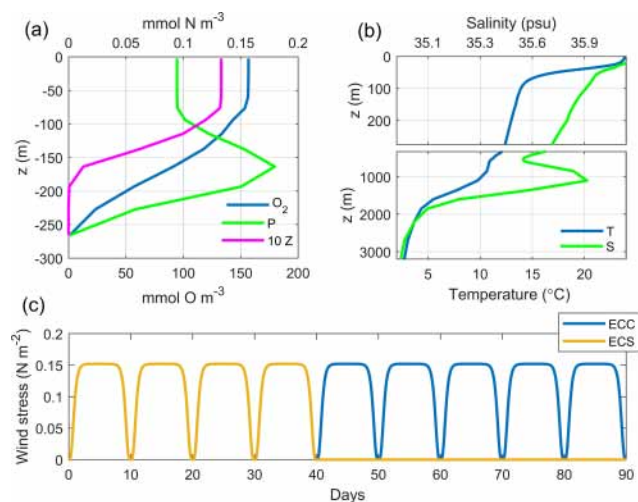 (a)
mmol N m⁻³
0 0.05 0.1 0.15 0.2
0
-50
-100
-150
-200
-250
-300
z (m)
O₂
P
10 Z
0 50 100 150 200
mmol O m⁻³
(b)
Salinity (psu)
35.1 35.3 35.6 35.9
0
100
200
z (m)
1000
2000
3000
z (m)
T
S
5 10 15 20
Temperature (°C)
(c)
ECC
ECS
0.2
0.15
0.1
0.05
0
Wind stress (N m⁻²)
0 10 20 30 40 50 60 70 80 90
Days